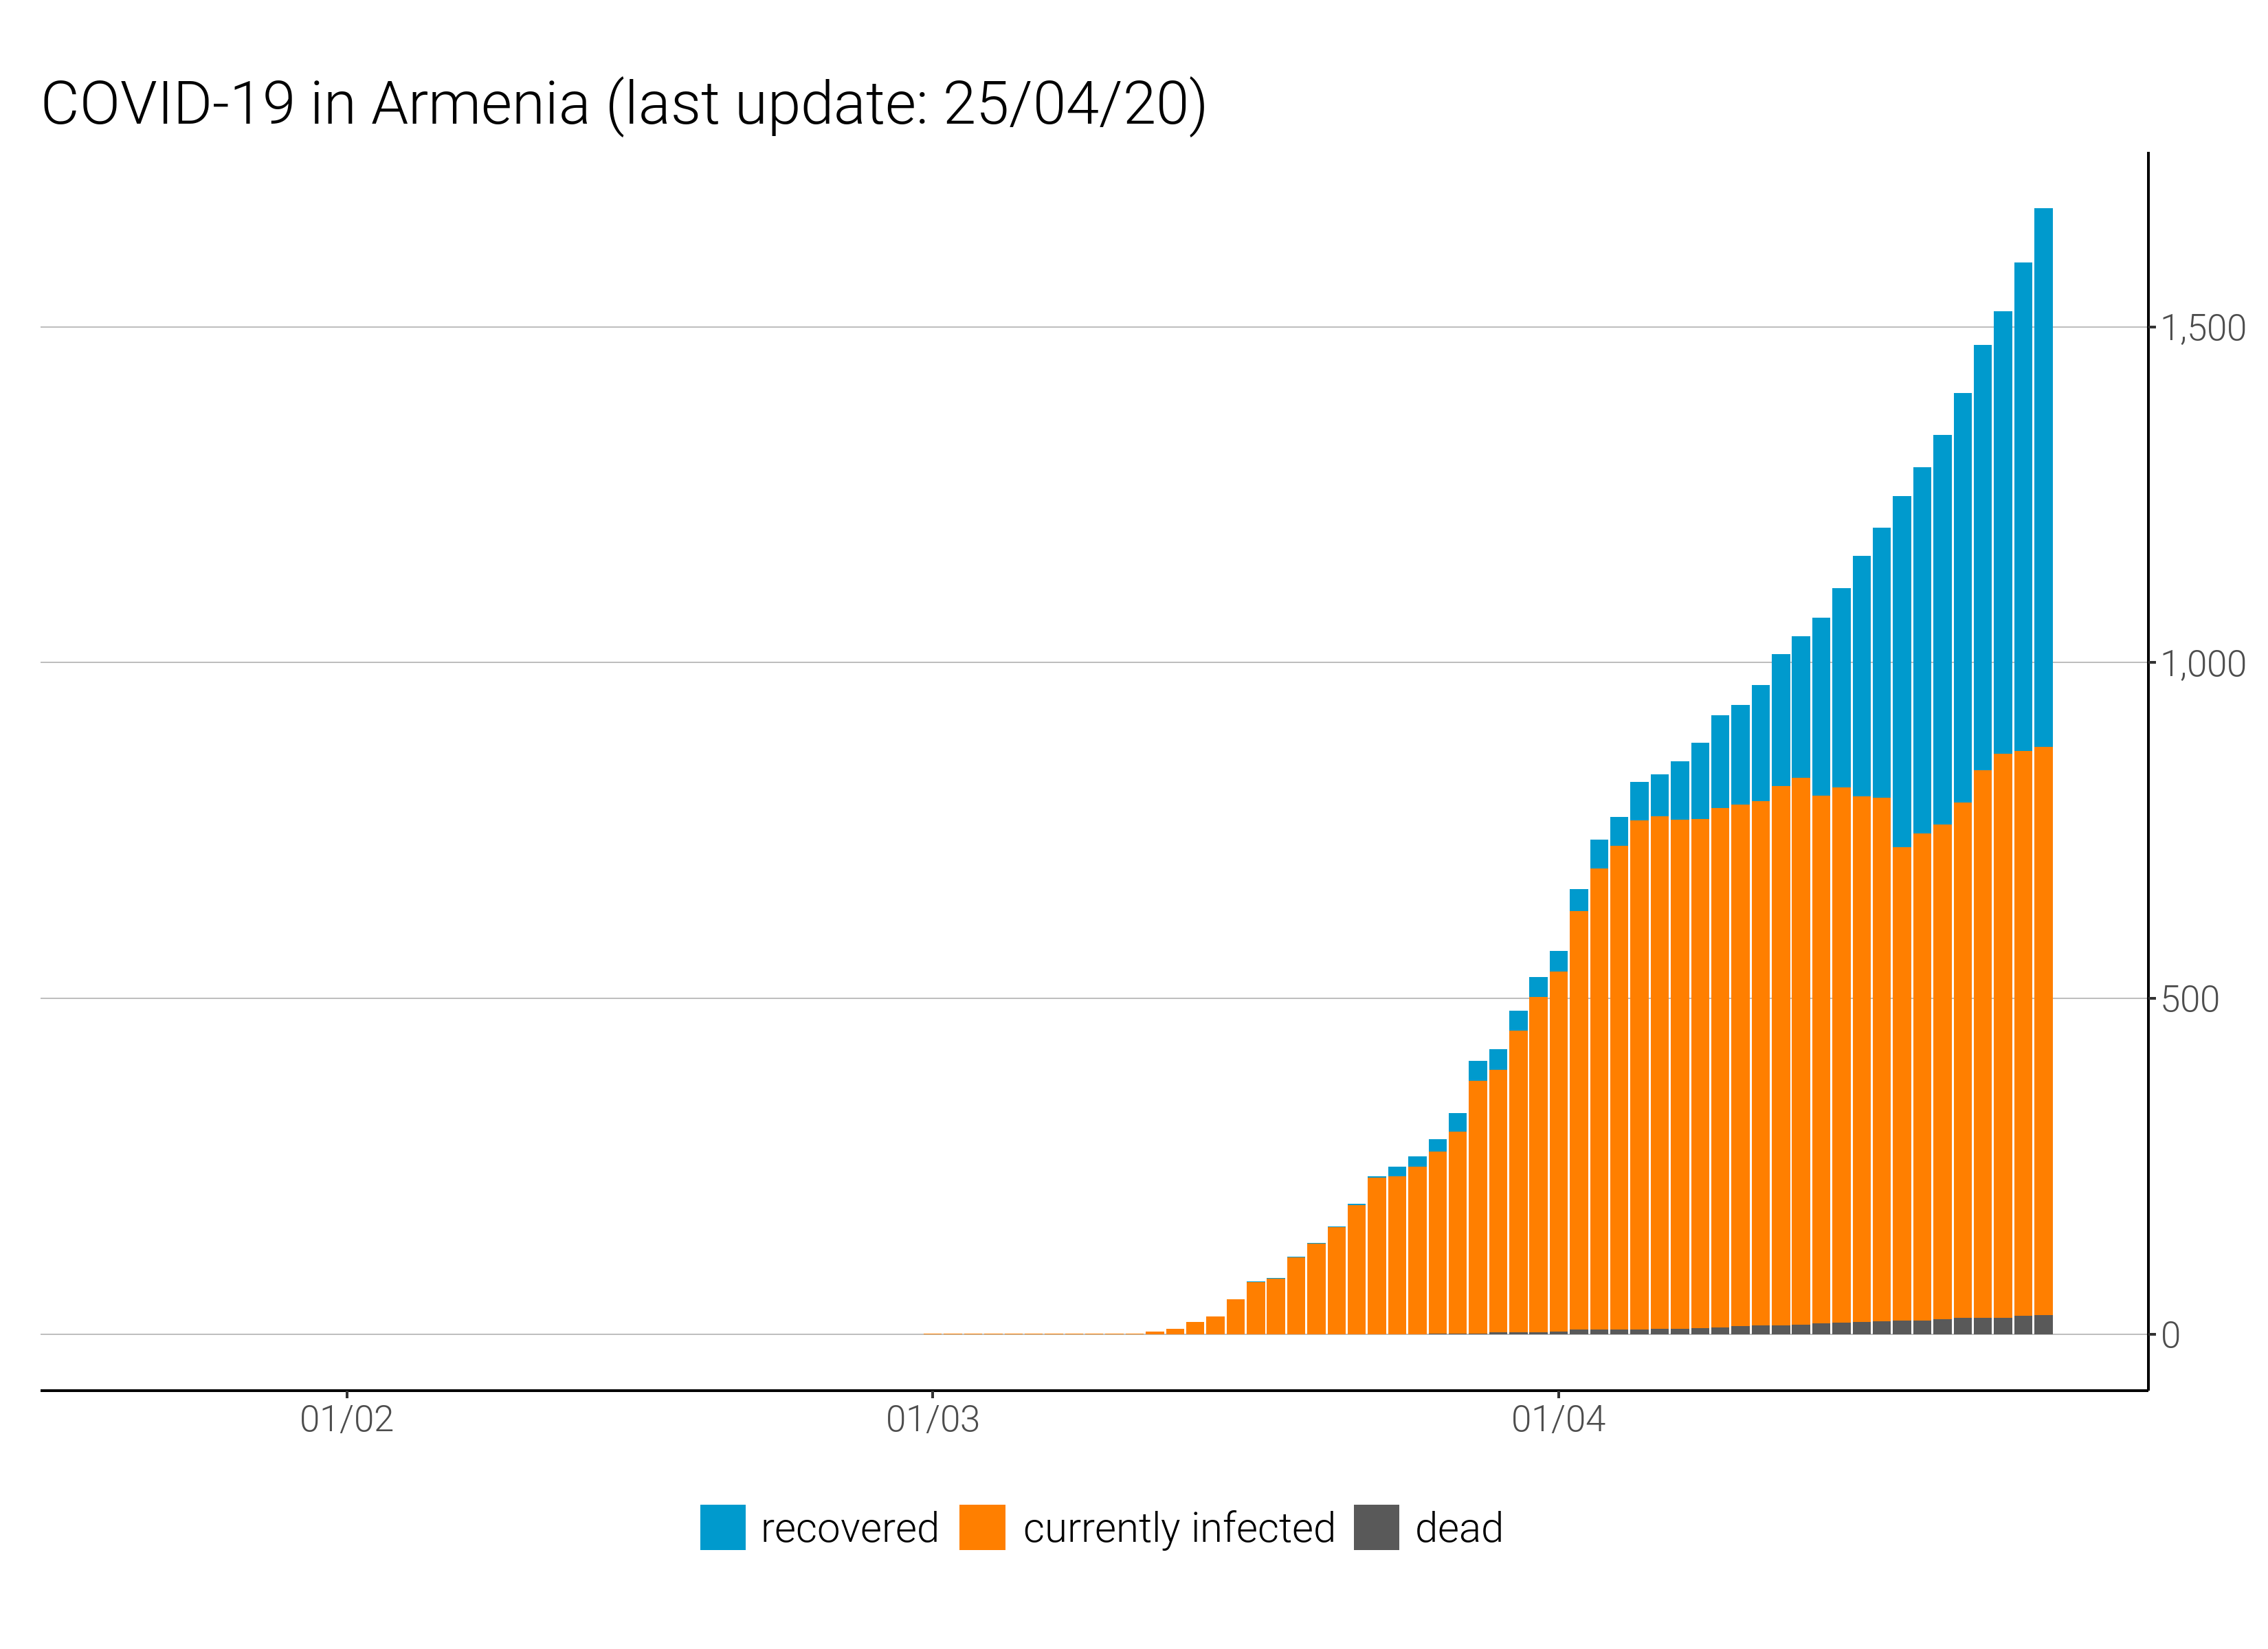 COVID-19 in Armenia (last update: 25/04/20)
1,500
1,000
500
0
01/02 01/03 01/04
recovered currently infected dead